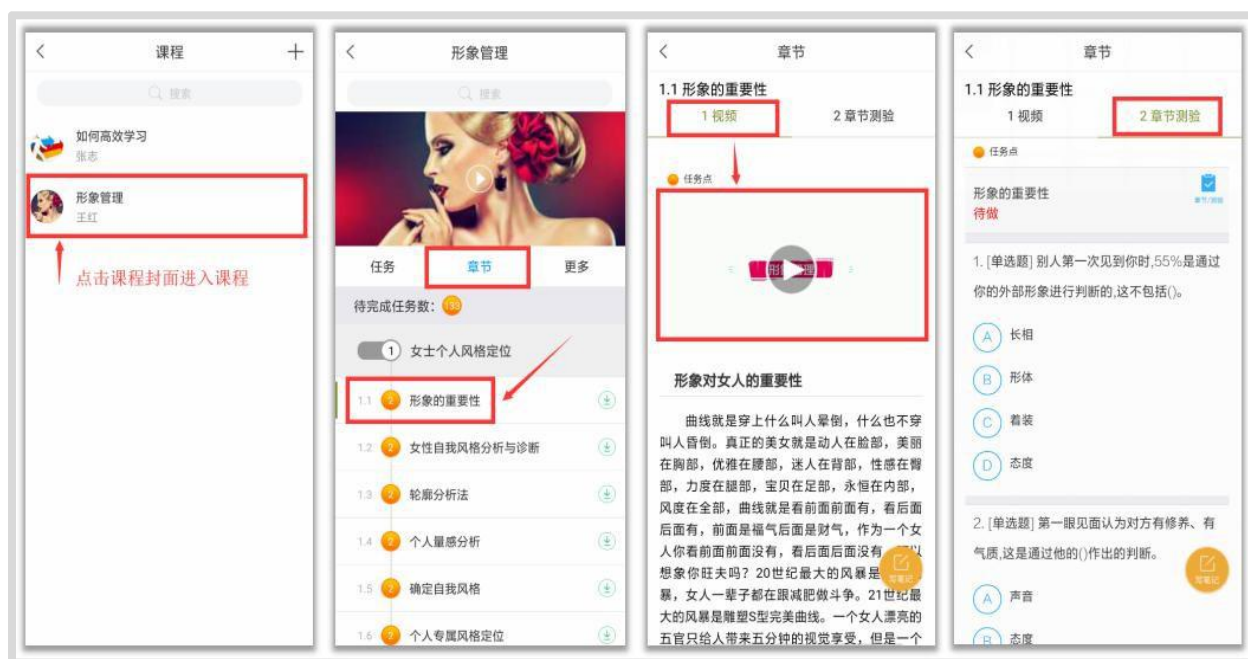 课程
搜索
如何高效学习
张志
形象管理
王红
点击课程封面进入课程
形象管理
搜索
任务
章节
更多
待完成任务数：
1 女士个人风格定位
1.1 2 形象的重要性
1.2 2 女性自我风格分析与诊断
1.3 2 轮廓分析法
1.4 2 个人量感分析
1.5 2 确定自我风格
1.6 2 个人专属风格定位
章节
1.1 形象的重要性
1 视频
2 章节测验
任务点
形象对女人的重要性
曲线就是穿上什么叫人晕倒，什么也不穿
叫人昏倒。真正的美女就是动人在脸部，美丽
在胸部，优雅在腰部，迷人在背部，性感在臀
部，力度在腿部，宝贝在足部，永恒在内部，
风度在全部，曲线就是看前面前面有，看后面
后面有，前面是福气后面是财气，作为一个女
人你看前面前面没有，看后面后面没有
想象你旺夫吗？20世纪最大的风暴是
暴，女人一辈子都在跟减肥做斗争。21世纪最
大的风暴是雕塑S型完美曲线。一个女人漂亮的
五官只给人带来五分钟的视觉享受，但是一个
写笔记
章节
1.1 形象的重要性
1 视频
2 章节测验
任务点
形象的重要性
待做
章节/测验
1. [单选题] 别人第一次见到你时,55%是通过
你的外部形象进行判断的,这不包括()。
A 长相
B 形体
C 着装
D 态度
2. [单选题] 第一眼见面认为对方有修养、有
气质,这是通过他的()作出的判断。
写笔记
A 声音
B 态度